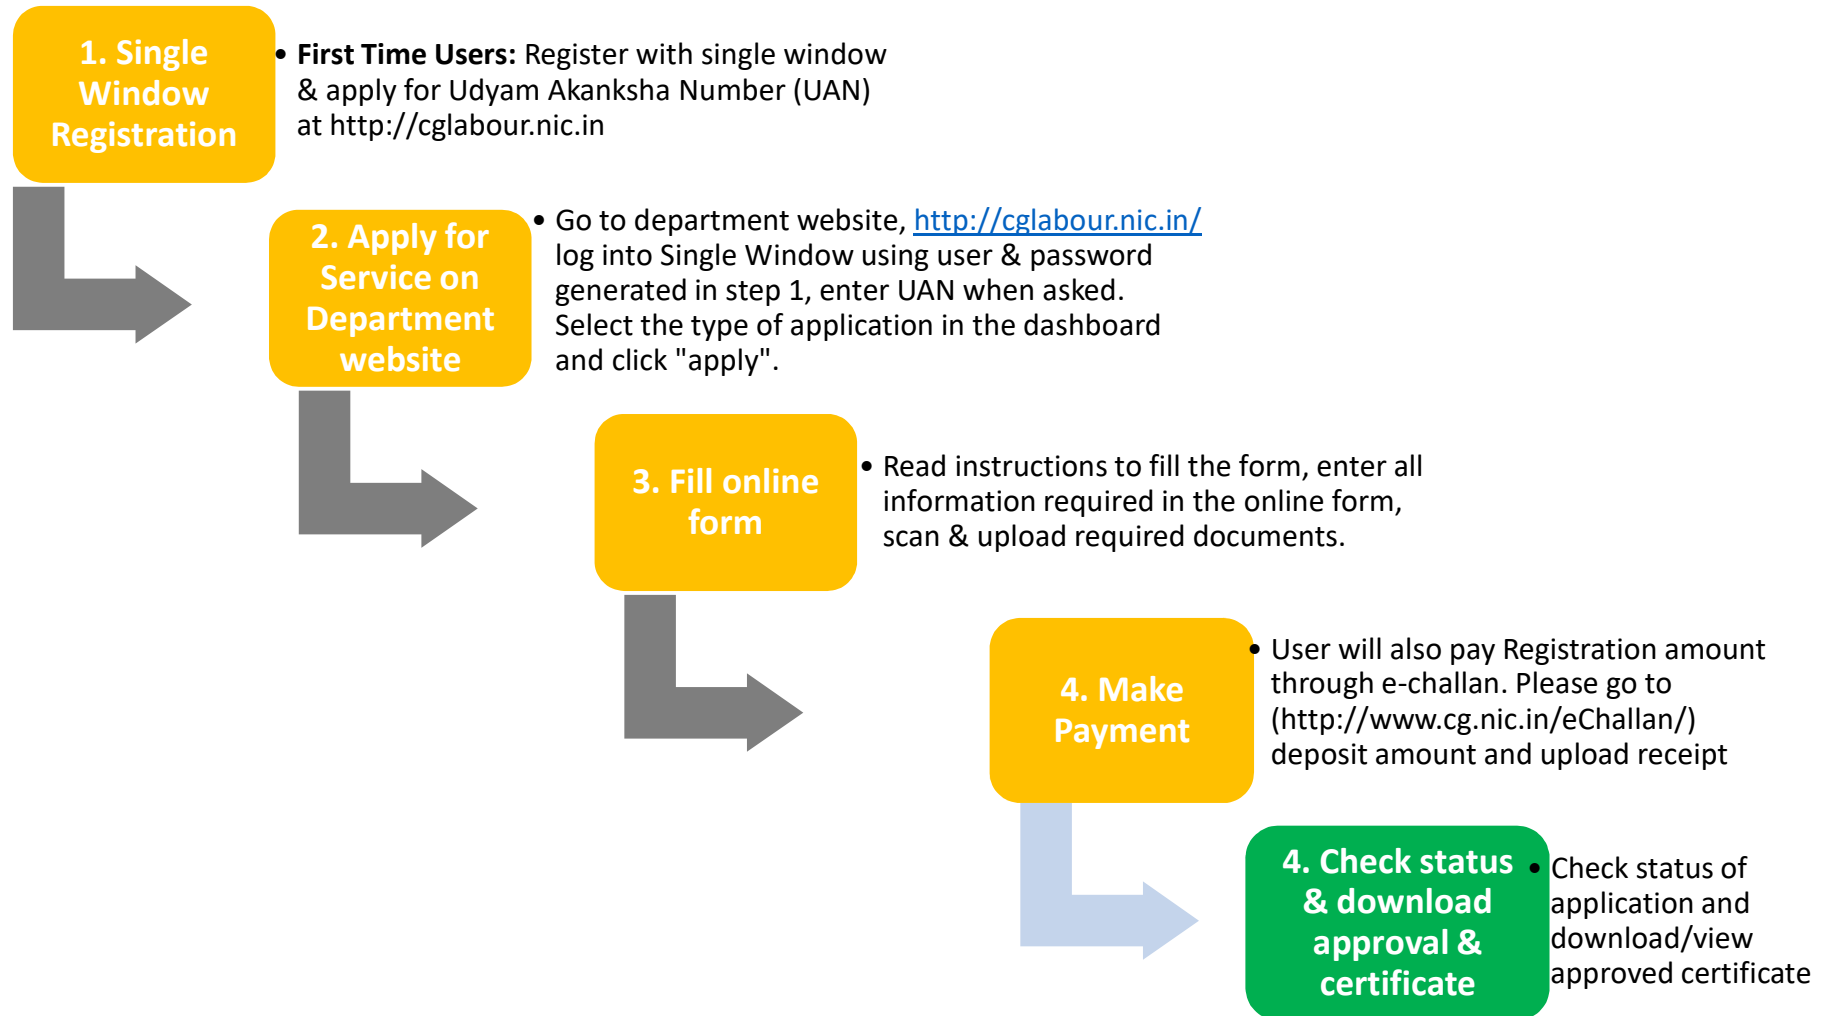 1. Single
Window
Registration
• First Time Users: Register with single window
& apply for Udyam Akanksha Number (UAN)
at http://cglabour.nic.in
2. Apply for
Service on
Department
website
• Go to department website, http://cglabour.nic.in/
log into Single Window using user & password
generated in step 1, enter UAN when asked.
Select the type of application in the dashboard
and click "apply".
3. Fill online
form
• Read instructions to fill the form, enter all
information required in the online form,
scan & upload required documents.
4. Make
Payment
• User will also pay Registration amount
through e-challan. Please go to
(http://www.cg.nic.in/eChallan/)
deposit amount and upload receipt
4. Check status
& download
approval &
certificate
• Check status of
application and
download/view
approved certificate